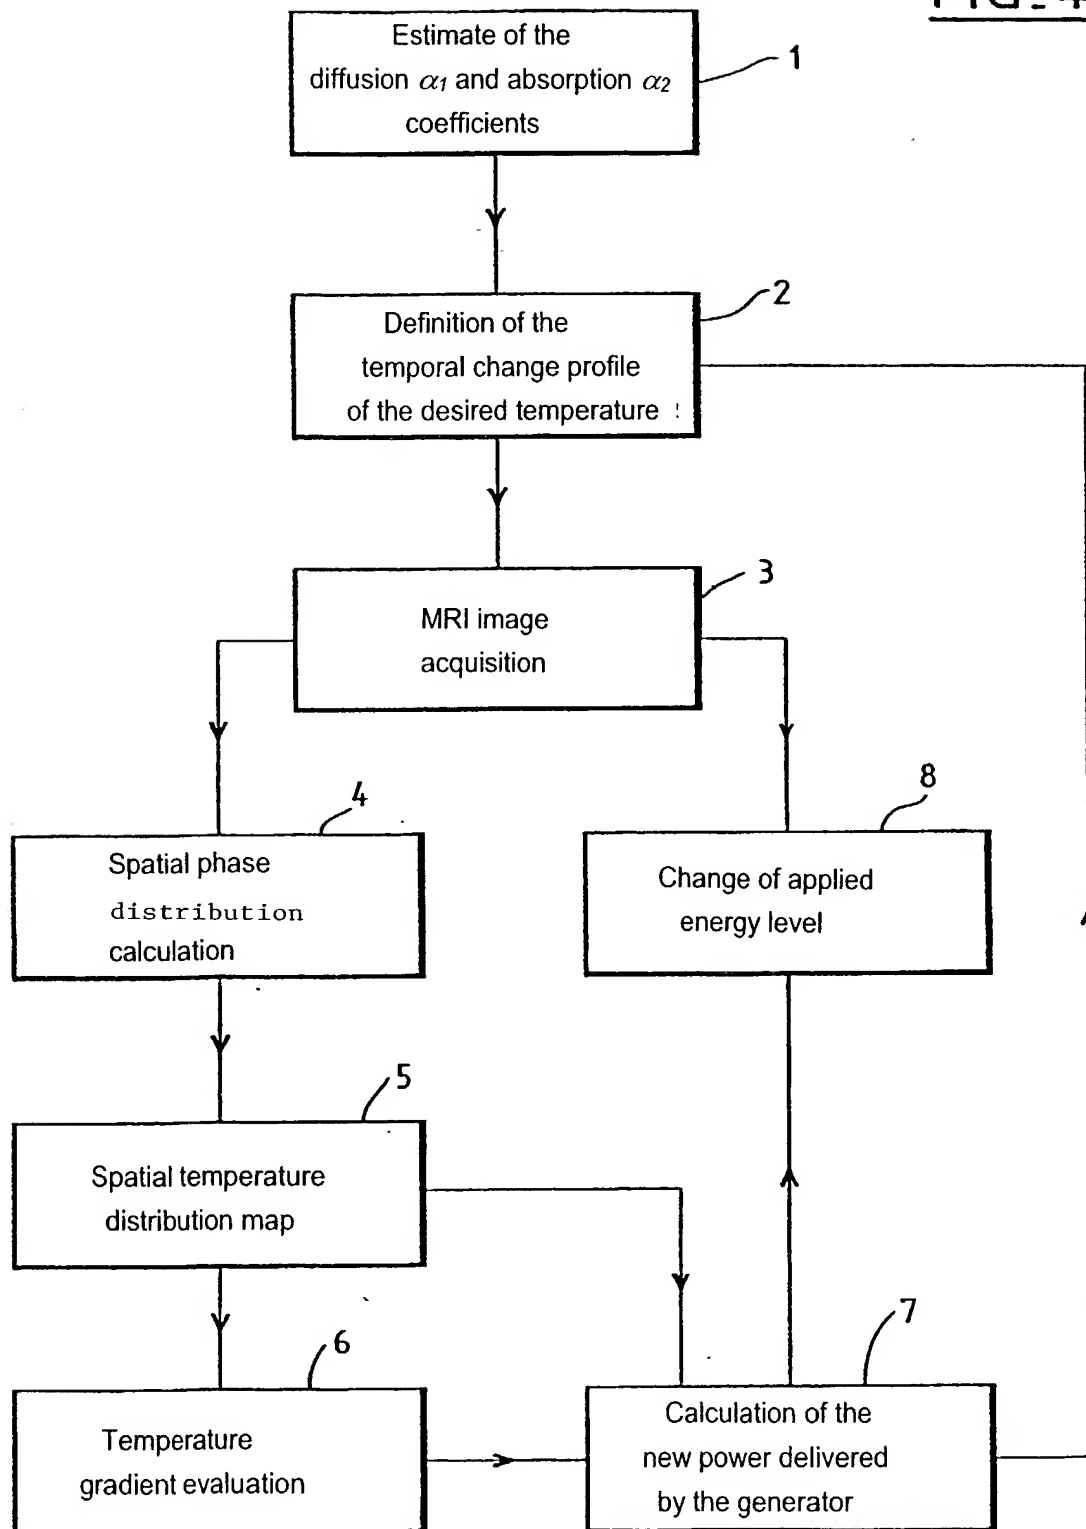 FIG_4
Estimate of the
diffusion α1 and absorption α2
coefficients
1
Definition of the
temporal change profile
of the desired temperature
2
MRI image
acquisition
3
Spatial phase
distribution
calculation
4
Change of applied
energy level
8
Spatial temperature
distribution map
5
Temperature
gradient evaluation
6
Calculation of the
new power delivered
by the generator
7